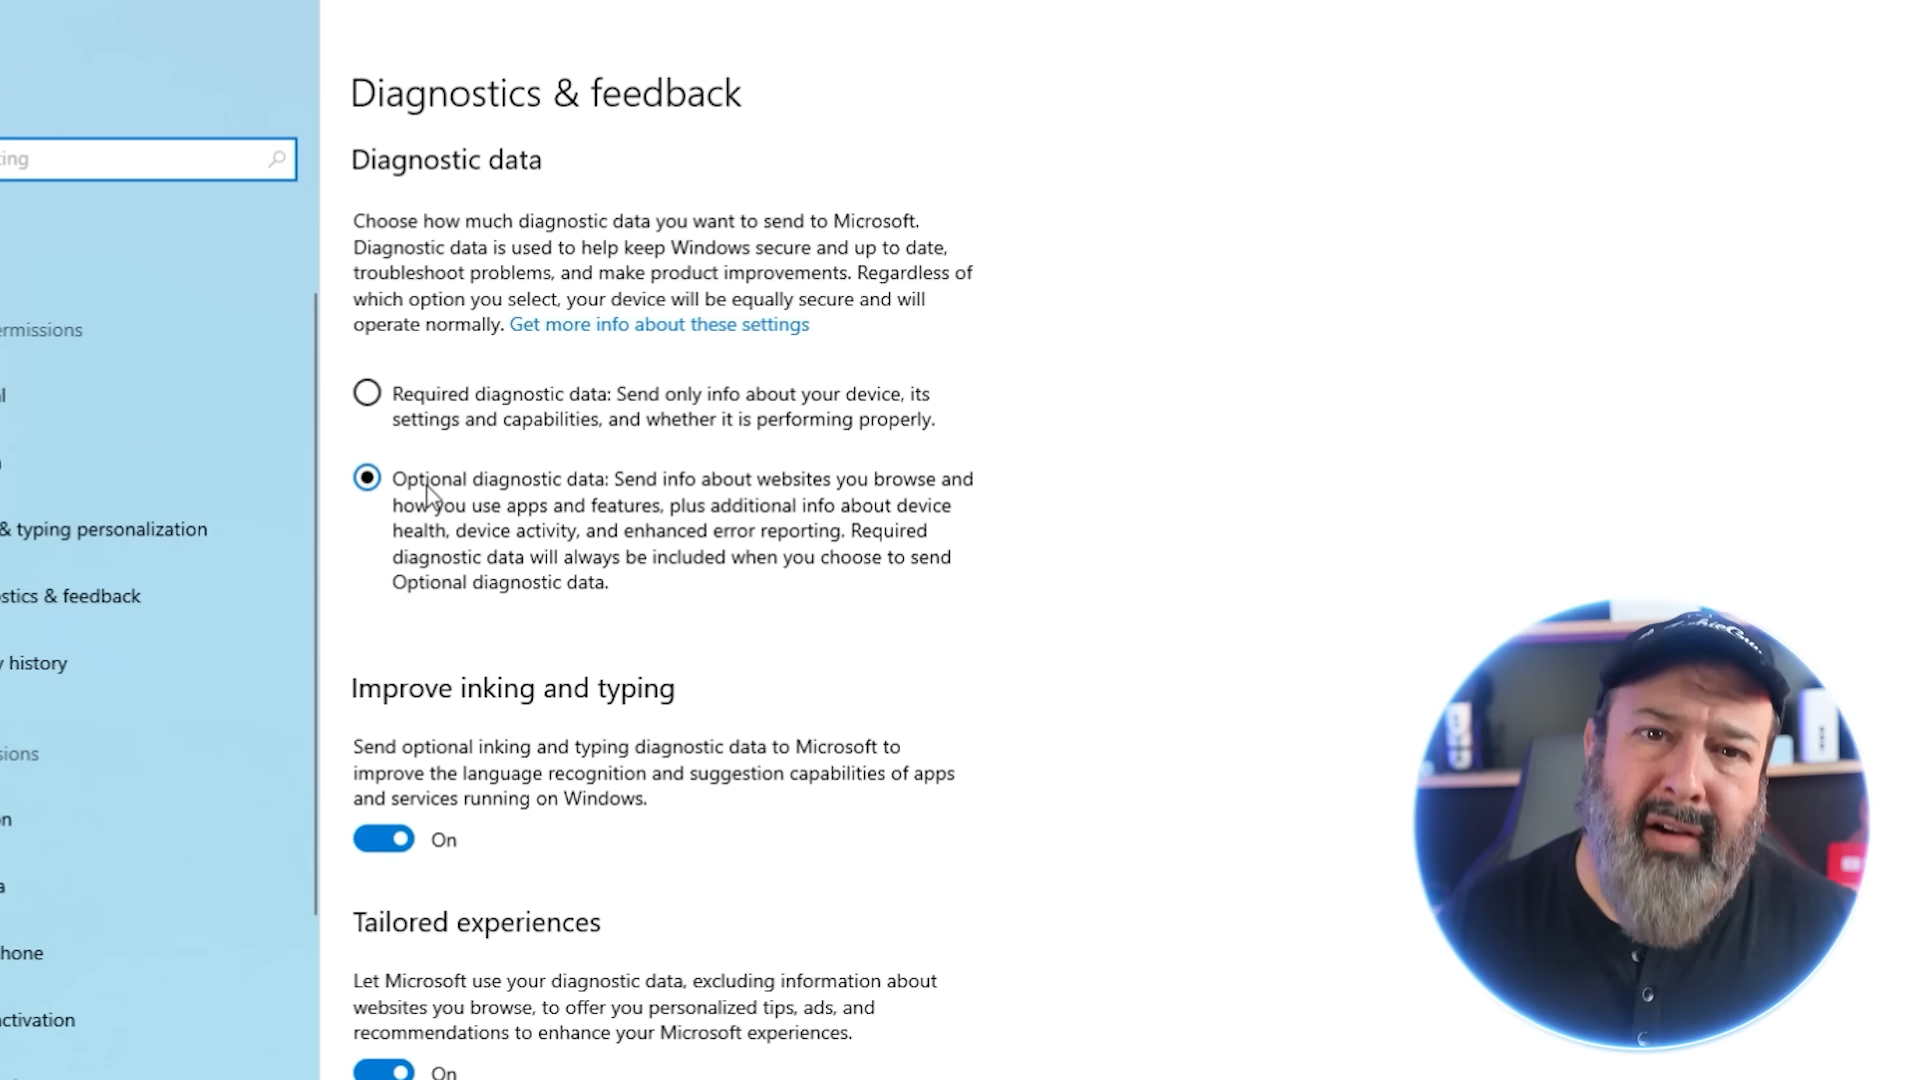 Diagnostics & feedback
ting
Diagnostic data
Choose how much diagnostic data you want to send to Microsoft.
Diagnostic data is used to help keep Windows secure and up to date,
troubleshoot problems, and make product improvements. Regardless of
which option you select, your device will be equally secure and will
operate normally. Get more info about these settings
ermissions
l
Required diagnostic data: Send only info about your device, its
settings and capabilities, and whether it is performing properly.
Optional diagnostic data: Send info about websites you browse and
how you use apps and features, plus additional info about device
health, device activity, and enhanced error reporting. Required
diagnostic data will always be included when you choose to send
Optional diagnostic data.
& typing personalization
stics & feedback
y history
sions
n
a
hone
ctivation
Improve inking and typing
Send optional inking and typing diagnostic data to Microsoft to
improve the language recognition and suggestion capabilities of apps
and services running on Windows.
On
Tailored experiences
Let Microsoft use your diagnostic data, excluding information about
websites you browse, to offer you personalized tips, ads, and
recommendations to enhance your Microsoft experiences.
On